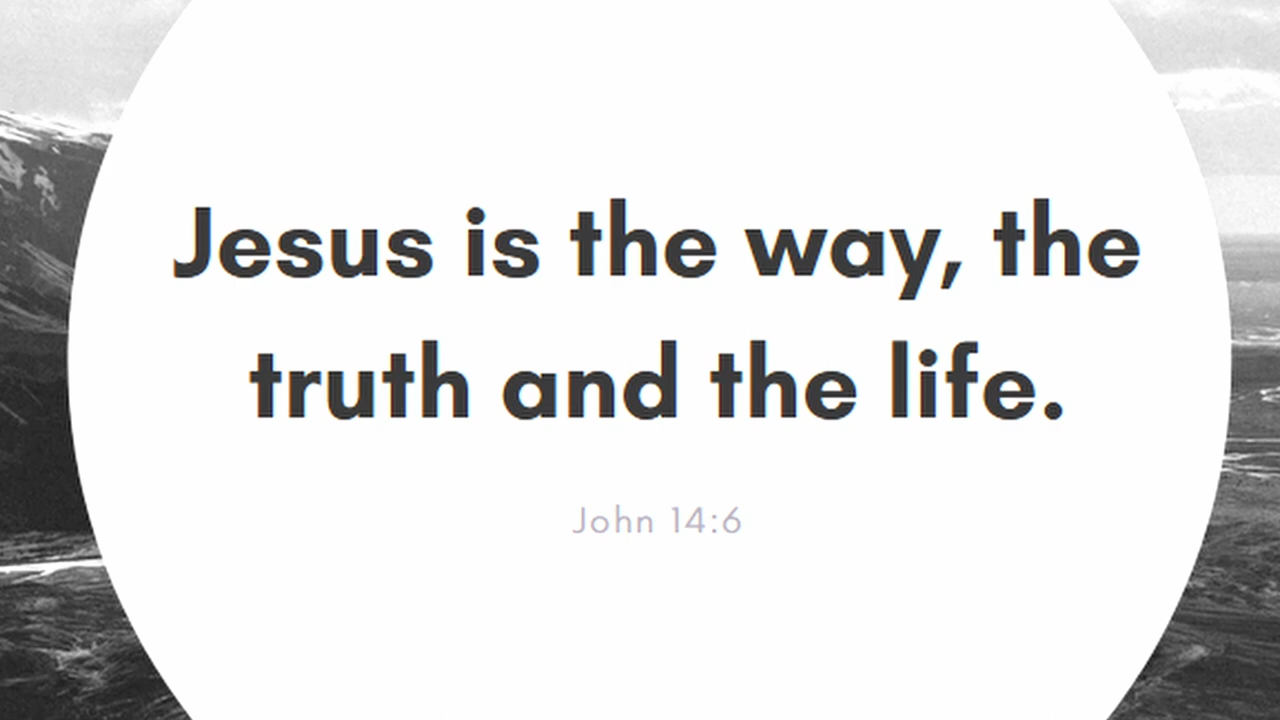 Jesus is the way, the
truth and the life.
John 14:6